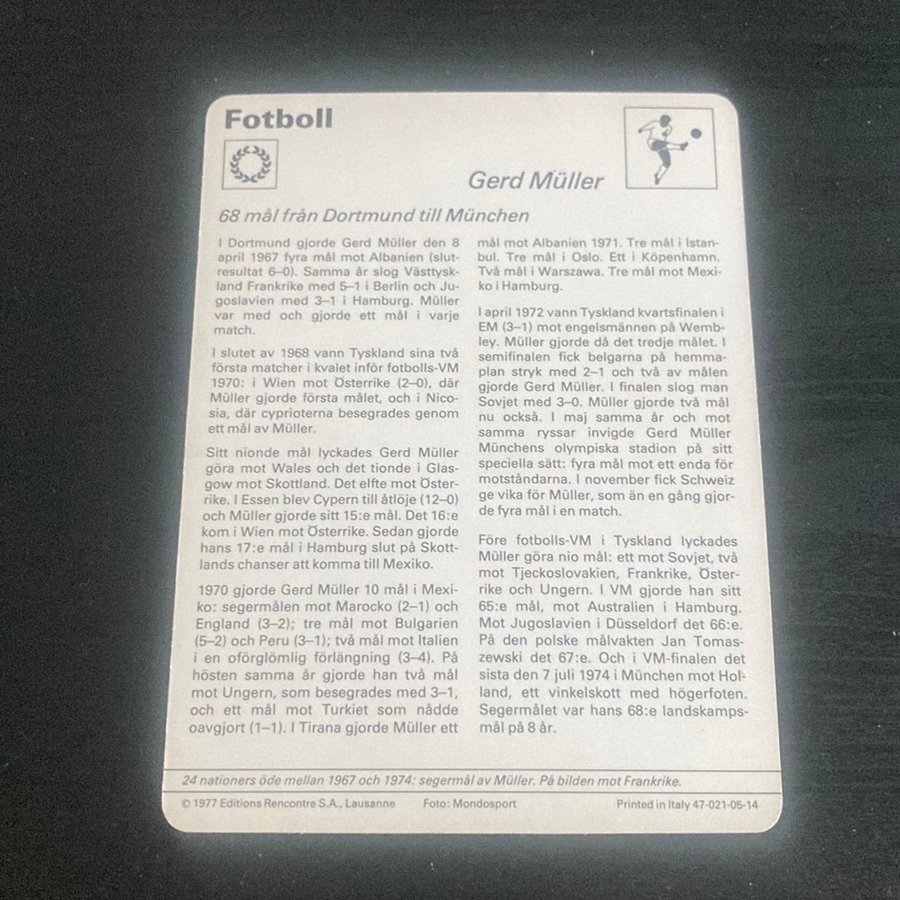 Fotboll
Gerd Müller
68 mål från Dortmund till München
I Dortmund gjorde Gerd Müller den 8
april 1967 fyra mål mot Albanien (slut-
resultat 6–0). Samma år slog Västtysk-
land Frankrike med 5–1 i Berlin och Ju-
goslavien med 3–1 i Hamburg. Müller
var med och gjorde ett mål i varje
match.
I slutet av 1968 vann Tyskland sina två
första matcher i kvalet inför fotbolls-VM
1970: i Wien mot Österrike (2–0), där
Müller gjorde första målet, och i Nico-
sia, där cyprioterna besegrades genom
ett mål av Müller.
Sitt nionde mål lyckades Gerd Müller
göra mot Wales och det tionde i Glas-
gow mot Skottland. Det elfte mot Öster-
rike. I Essen blev Cypern till åtlöje (12–0)
och Müller gjorde sitt 15:e mål. Det 16:e
kom i Wien mot Österrike. Sedan gjorde
hans 17:e mål i Hamburg slut på Skott-
lands chanser att komma till Mexiko.
1970 gjorde Gerd Müller 10 mål i Mexi-
ko: segermålen mot Marocko (2–1) och
England (3–2); tre mål mot Bulgarien
(5–2) och Peru (3–1); två mål mot Italien
i en oförglömlig förlängning (3–4). På
hösten samma år gjorde han två mål
mot Ungern, som besegrades med 3–1,
och ett mål mot Turkiet som nådde
oavgjort (1–1). I Tirana gjorde Müller ett
mål mot Albanien 1971. Tre mål i Istan-
bul. Tre mål i Oslo. Ett i Köpenhamn.
Två mål i Warszawa. Tre mål mot Mexi-
ko i Hamburg.
I april 1972 vann Tyskland kvartsfinalen i
EM (3–1) mot engelsmännen på Wemb-
ley. Müller gjorde då det tredje målet. I
semifinalen fick belgarna på hemma-
plan stryk med 2–1 och två av målen
gjorde Gerd Müller. I finalen slog man
Sovjet med 3–0. Müller gjorde två mål
nu också. I maj samma år och mot
samma ryssar invigde Gerd Müller
Münchens olympiska stadion på sitt
speciella sätt: fyra mål mot ett enda för
motståndarna. I november fick Schweiz
ge vika för Müller, som än en gång gjor-
de fyra mål i en match.
Före fotbolls-VM i Tyskland lyckades
Müller göra nio mål: ett mot Sovjet, två
mot Tjeckoslovakien, Frankrike, Öster-
rike och Ungern. I VM gjorde han sitt
65:e mål, mot Australien i Hamburg.
Mot Jugoslavien i Düsseldorf det 66:e.
På den polske målvakten Jan Tomas-
zewski det 67:e. Och i VM-finalen det
sista den 7 juli 1974 i München mot Hol-
land, ett vinkelskott med högerfoten.
Segermålet var hans 68:e landskamps-
mål på 8 år.
24 nationers öde mellan 1967 och 1974: segermål av Müller. På bilden mot Frankrike.
© 1977 Editions Rencontre S.A., Lausanne Foto: Mondosport Printed in Italy 47-021-05-14